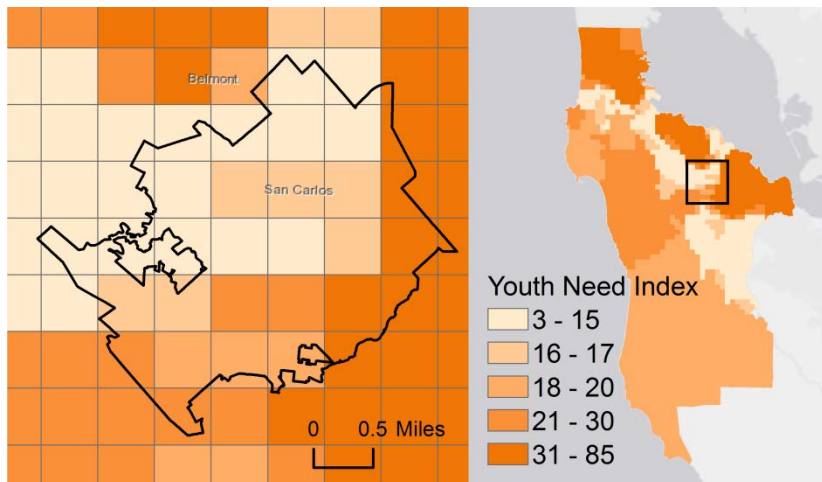 Belmont
San Carlos
0 0.5 Miles
Youth Need Index
3 - 15
16 - 17
18 - 20
21 - 30
31 - 85